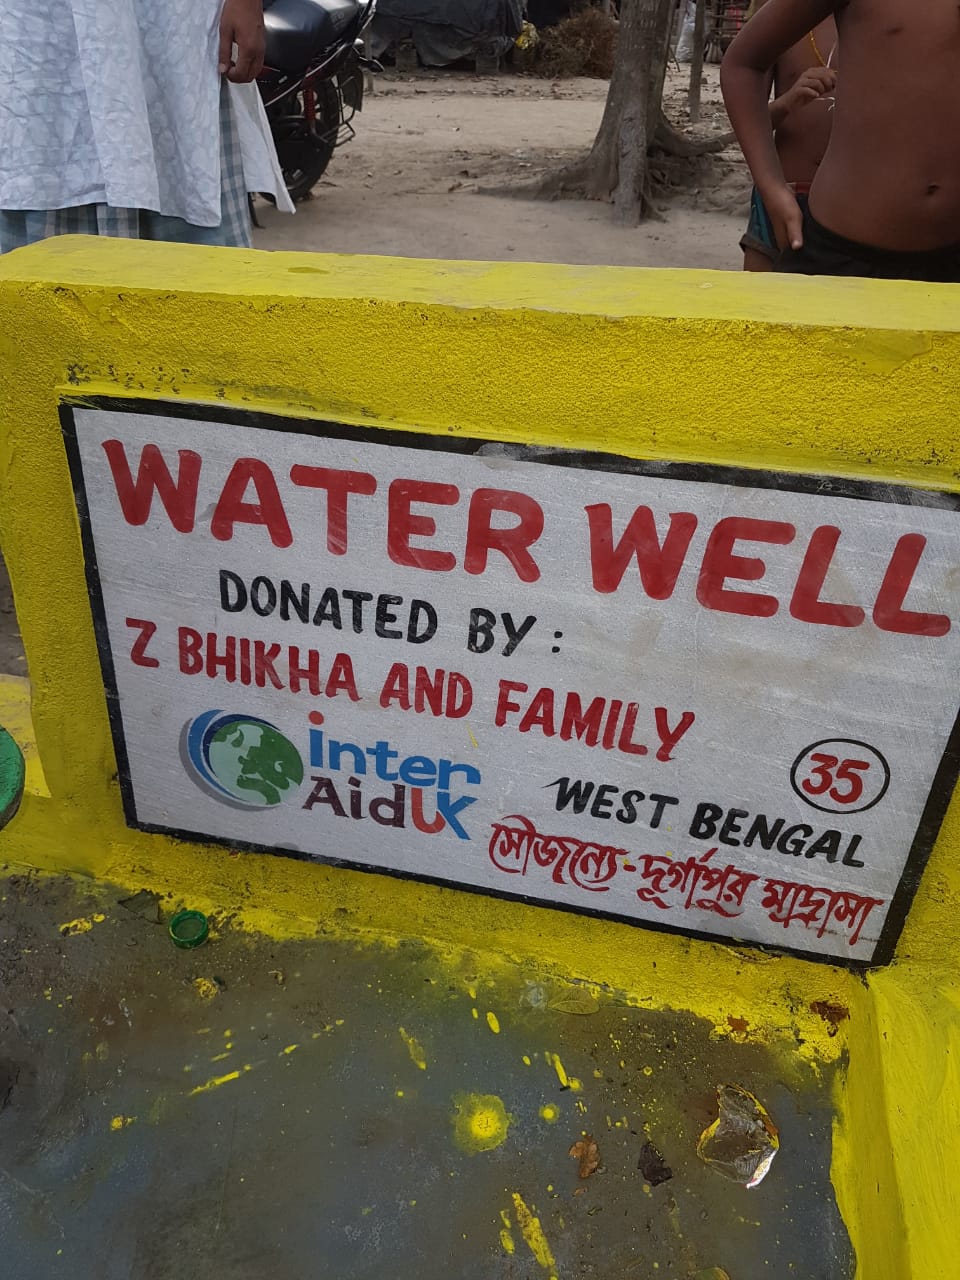 WATER WELL
DONATED BY :
Z BHIKHA AND FAMILY
inter
AidUK
35
WEST BENGAL
সৌজন্যে-দূর্গাপুর মাদ্রাসা